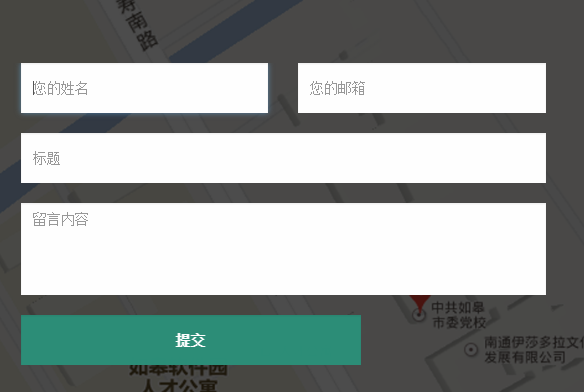 寿南路
您的姓名
您的邮箱
标题
留言内容
中共如皋
市委党校
提交
南通伊莎多拉文化
发展有限公司
如皋软件园
人才公寓